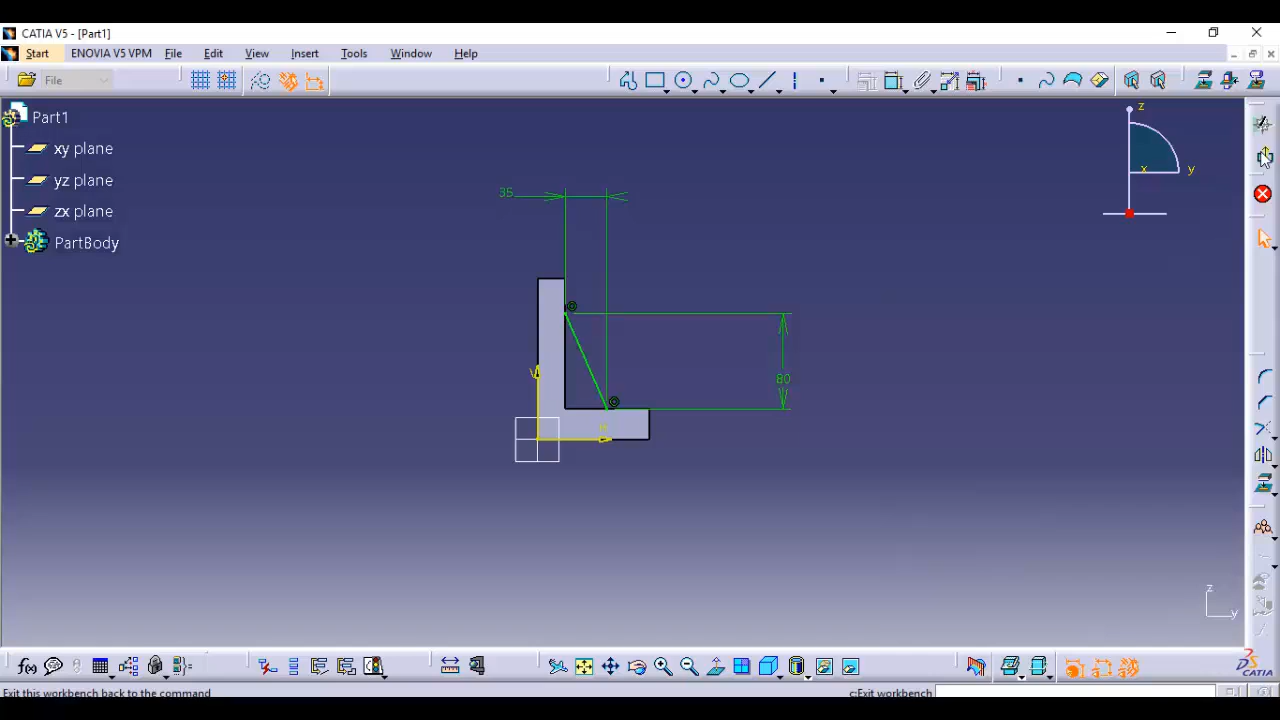 CATIA V5 - [Part1]
Start ENOVIA V5 VPM File Edit View Insert Tools Window Help
File
Part1
xy plane
yz plane
zx plane
PartBody
z
x
y
35
80
V
H
z
y
f(x)
CATIA
Exit this workbench back to the command
cExit workbench